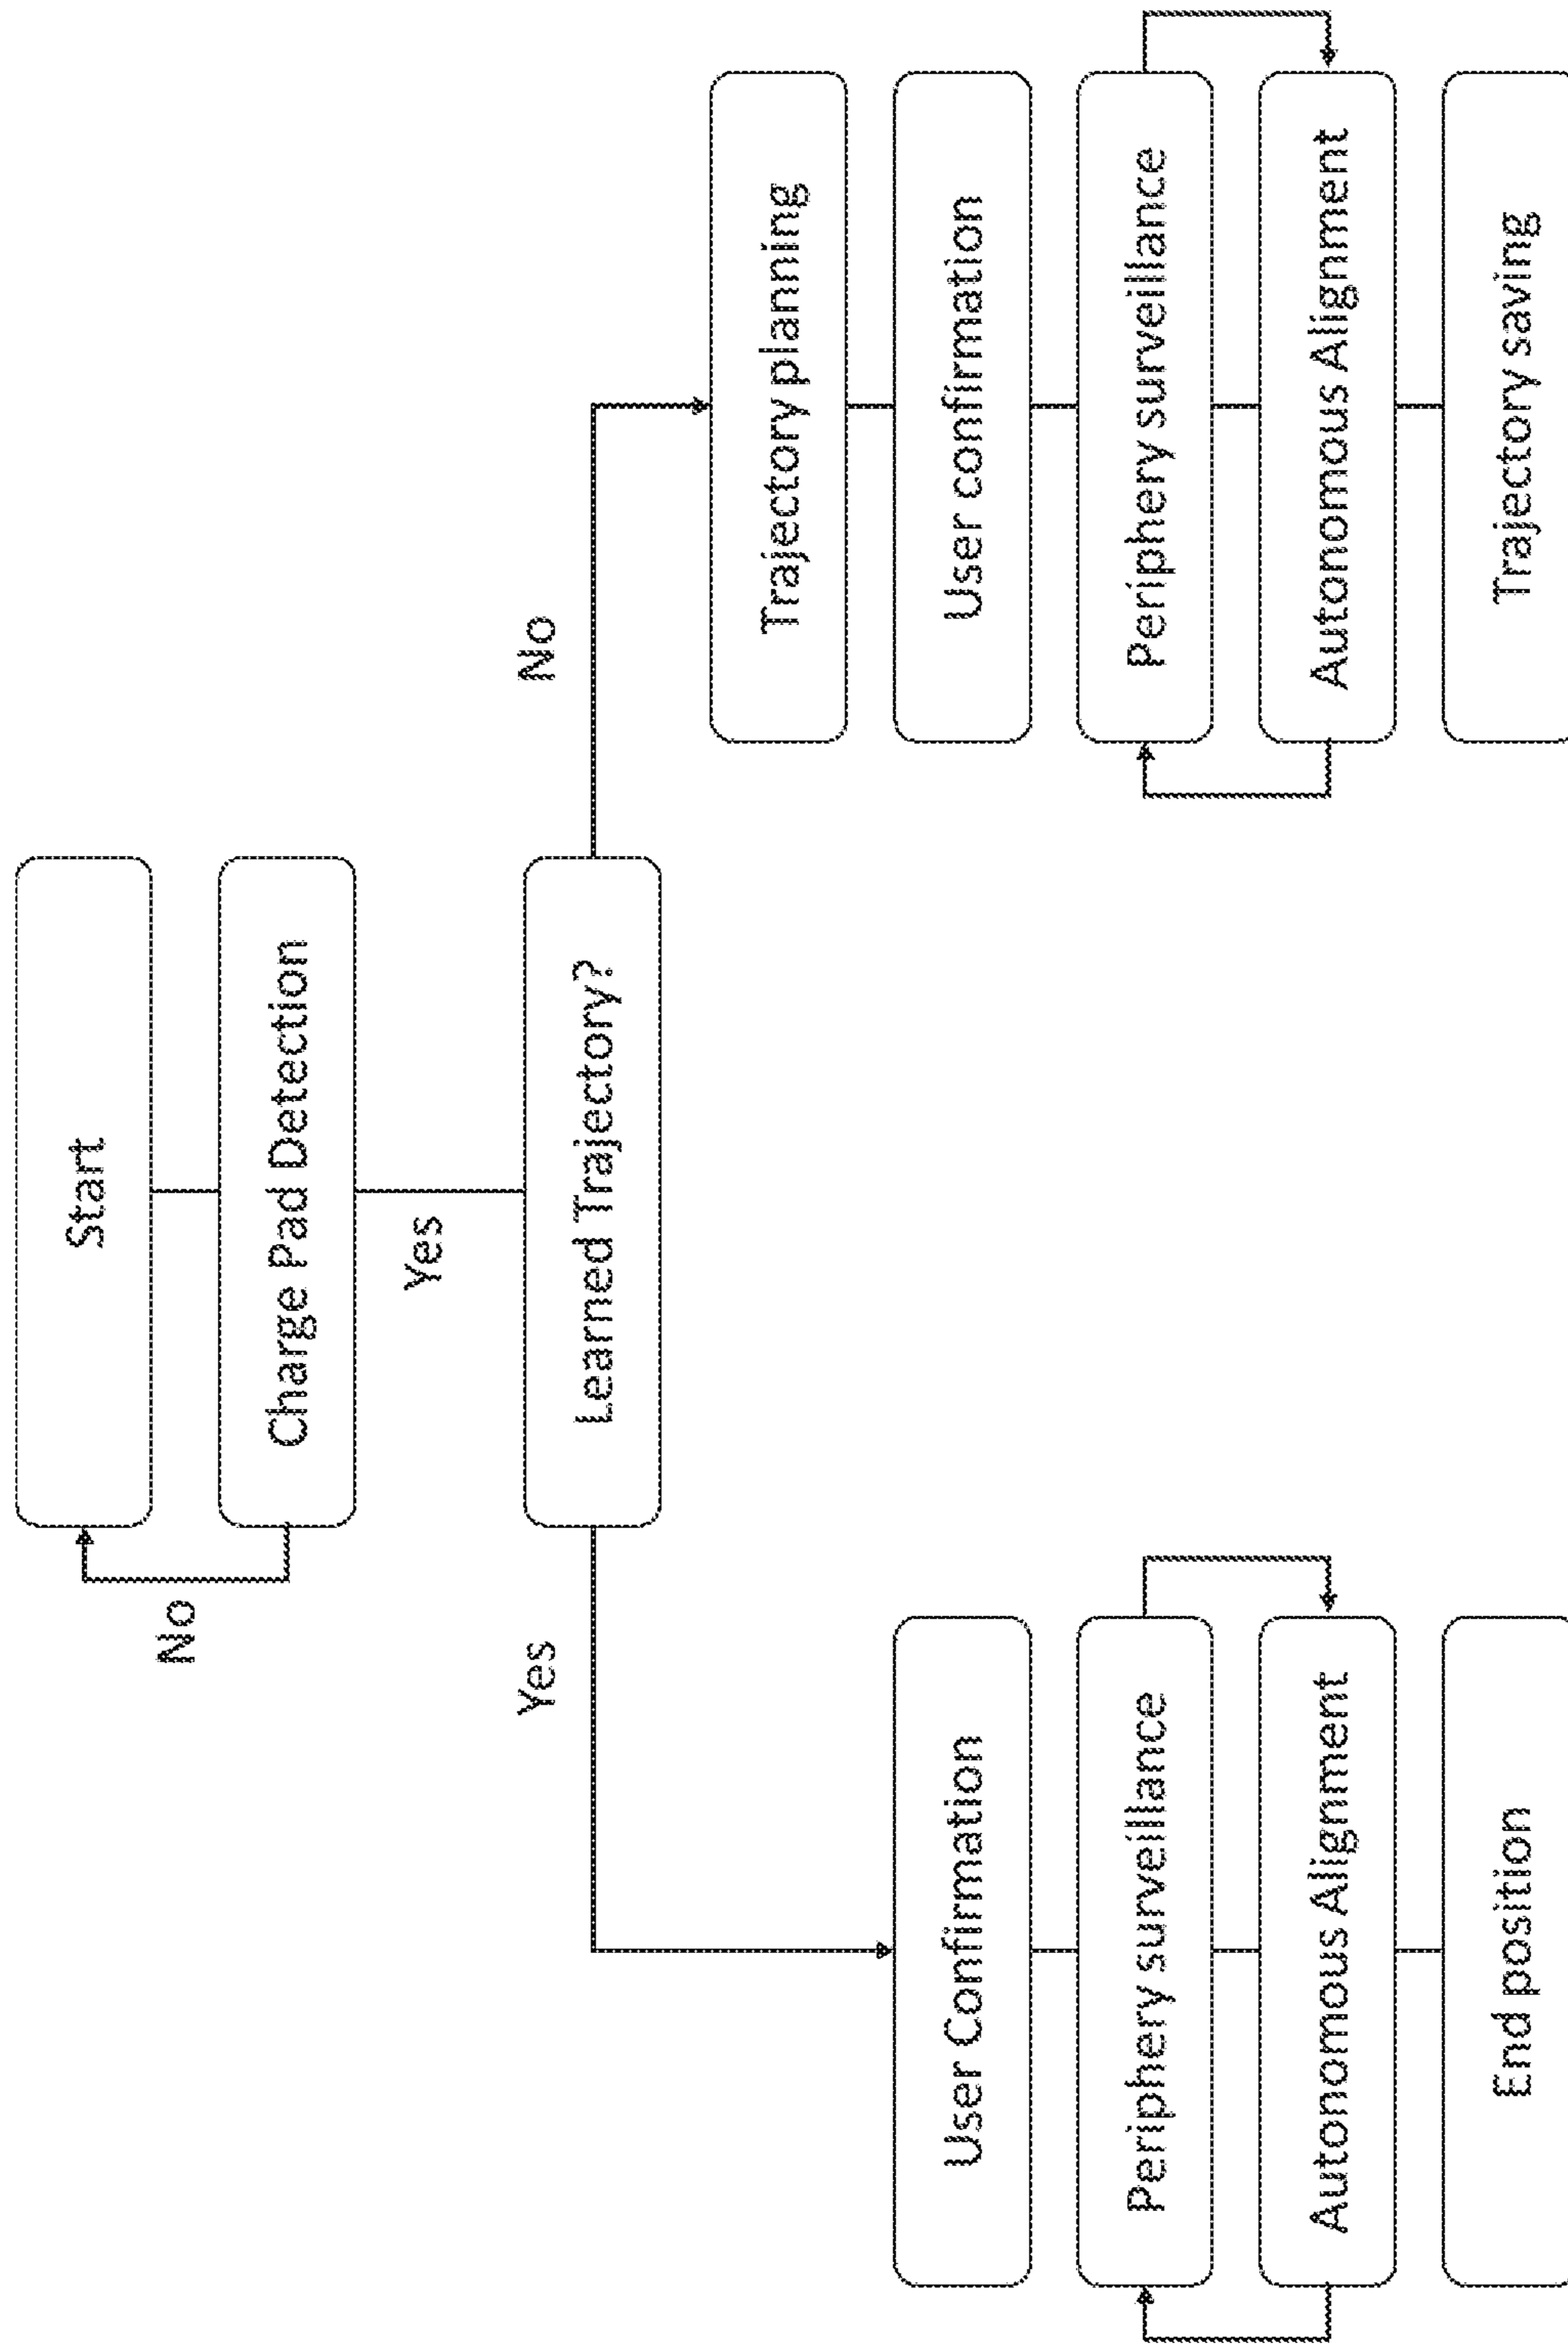 Start
No
Charge Pad Detection
Yes
Learned Trajectory?
Yes
No
User Confirmation
Periphery surveillance
Autonomous Alignment
End position
Trajectory planning
User confirmation
Periphery surveillance
Autonomous Alignment
Trajectory saving